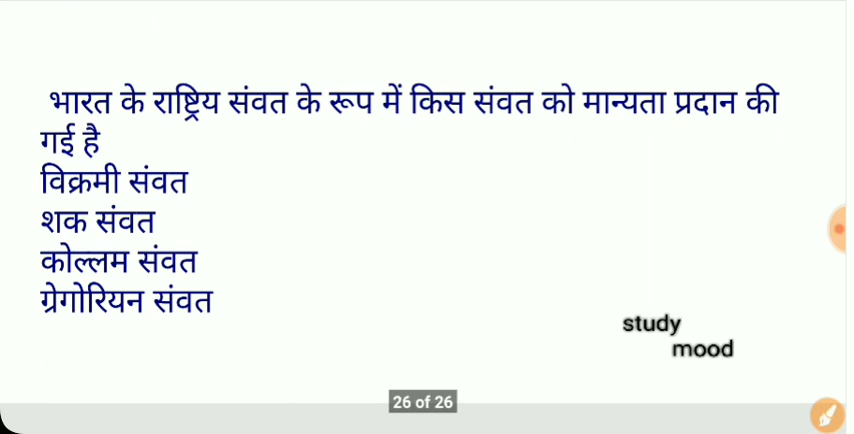 भारत के राष्ट्रिय संवत के रूप में किस संवत को मान्यता प्रदान की
गई है
विक्रमी संवत
शक संवत
कोल्लम संवत
ग्रेगोरियन संवत
study
mood
26 of 26